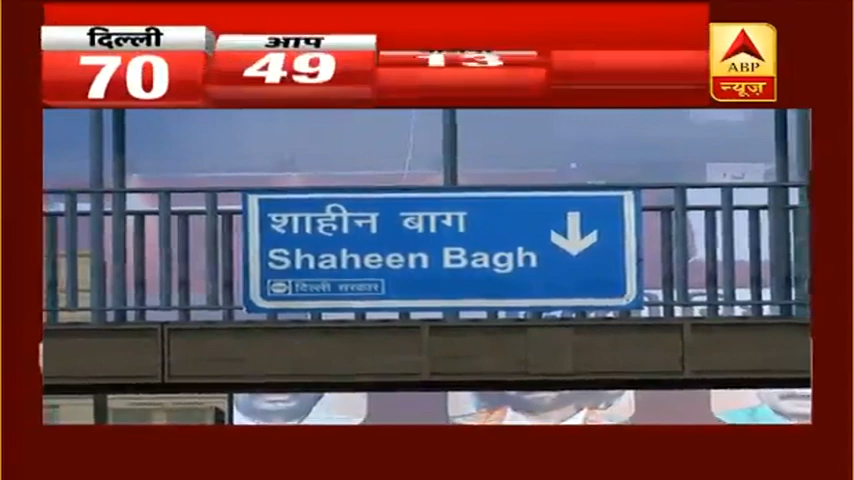 दिल्ली
70
आप
49
13
ABP
न्यूज़
शाहीन बाग
Shaheen Bagh
दिल्ली सरकार